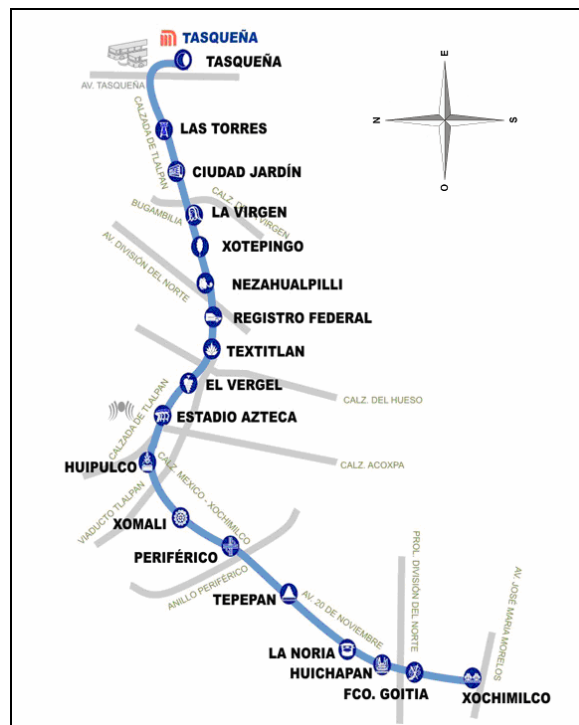 TASQUEÑA
TASQUEÑA
AV. TASQUEÑA
E
N
S
O
CALZADA DE TLALPAN
LAS TORRES
CIUDAD JARDÍN
CALZ. DE LA VIRGEN
BUGAMBILIA
LA VIRGEN
AV. DIVISIÓN DEL NORTE
XOTEPINGO
NEZAHUALPILLI
REGISTRO FEDERAL
TEXTITLAN
EL VERGEL
CALZ. DEL HUESO
CALZADA DE TLALPAN
ESTADIO AZTECA
HUIPULCO
CALZ. ACOXPA
CALZ. MEXICO - XOCHIMILCO
VIADUCTO TLALPAN
XOMALI
PERIFÉRICO
ANILLO PERIFÉRICO
PROL. DIVISIÓN DEL NORTE
AV. JOSÉ MARIA MORELOS
TEPEPAN
AV. 20 DE NOVIEMBRE
LA NORIA
HUICHAPAN
FCO. GOITIA
XOCHIMILCO